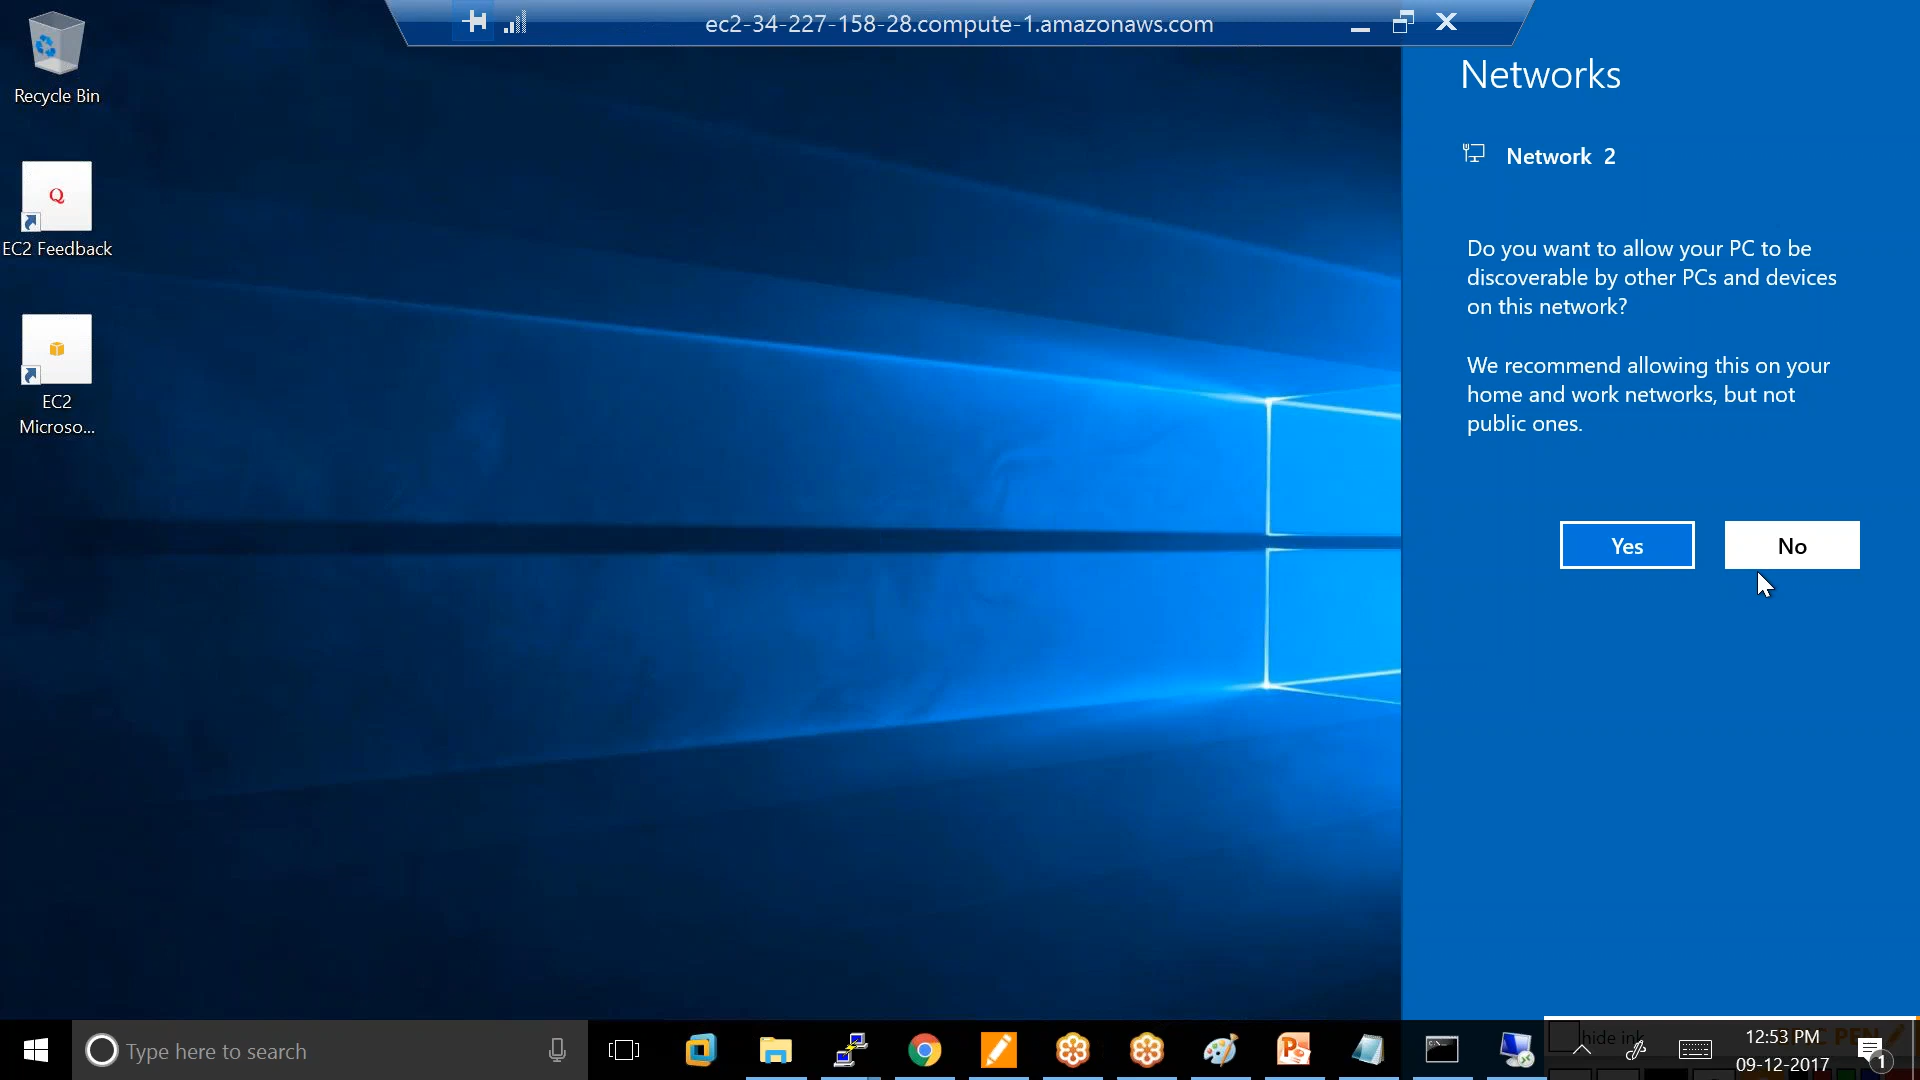 ec2-34-227-158-28.compute-1.amazonaws.com
Recycle Bin
EC2 Feedback
EC2
Microso...
Networks
Network 2
Do you want to allow your PC to be
discoverable by other PCs and devices
on this network?
We recommend allowing this on your
home and work networks, but not
public ones.
Yes
No
Type here to search
hide ink
12:53 PM
09-12-2017
1